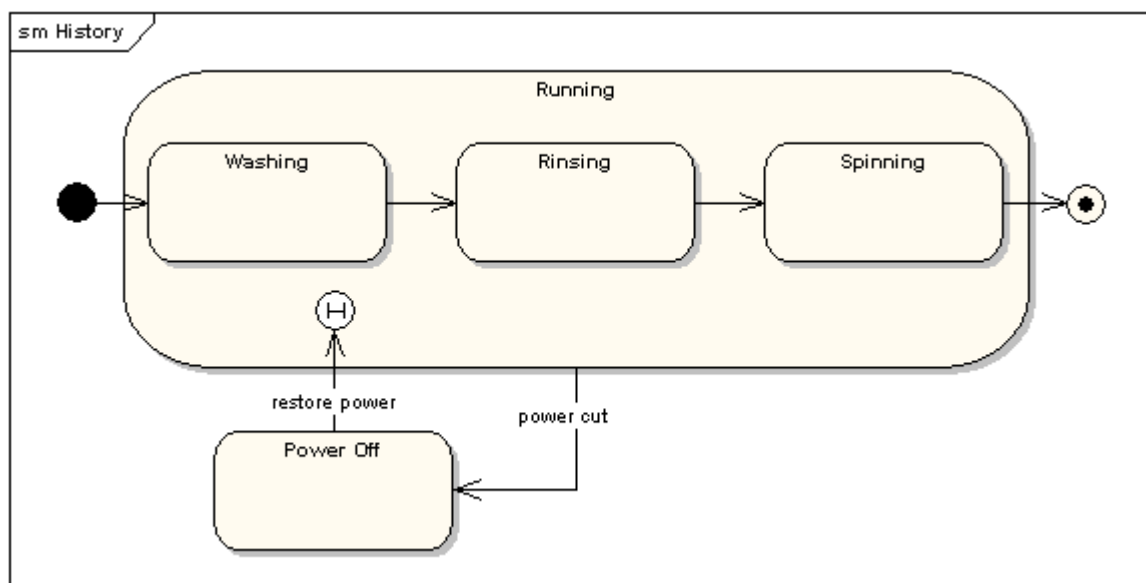 sm History
Running
Washing
Rinsing
Spinning
H
restore power
power cut
Power Off